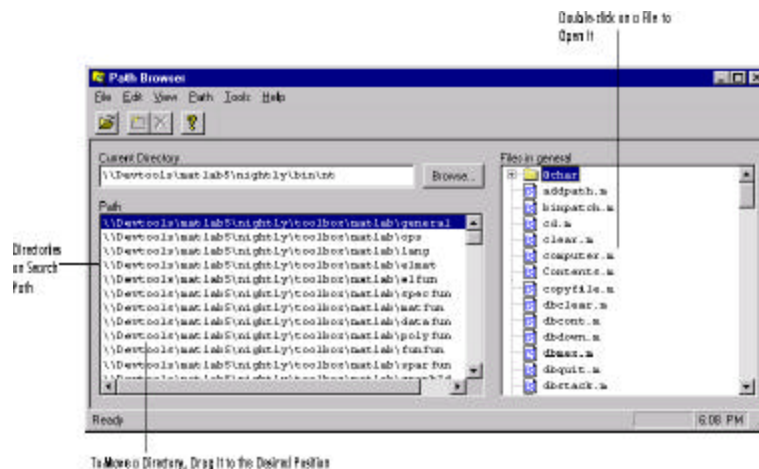 Double-click on a File to
Open It
Path Browser
File Edit View Path Tools Help
Current Directory
\\Devtools\matlab5\nightly\bin\nt
Browse...
Path
\\Devtools\matlab5\nightly\toolbox\matlab\general
\\Devtools\matlab5\nightly\toolbox\matlab\ops
\\Devtools\matlab5\nightly\toolbox\matlab\lang
\\Devtools\matlab5\nightly\toolbox\matlab\elmat
\\Devtools\matlab5\nightly\toolbox\matlab\elfun
\\Devtools\matlab5\nightly\toolbox\matlab\specfun
\\Devtools\matlab5\nightly\toolbox\matlab\matfun
\\Devtools\matlab5\nightly\toolbox\matlab\datafun
\\Devtools\matlab5\nightly\toolbox\matlab\polyfun
\\Devtools\matlab5\nightly\toolbox\matlab\funfun
\\Devtools\matlab5\nightly\toolbox\matlab\sparfun
Files in general
@char
addpath.m
binpatch.m
cd.m
clear.m
computer.m
Contents.m
copyfile.m
dbclear.m
dbcont.m
dbdown.m
dbmex.m
dbquit.m
dbstack.m
Directories
on Search
Path
Ready
6:08 PM
To Move a Directory, Drag It to the Desired Position